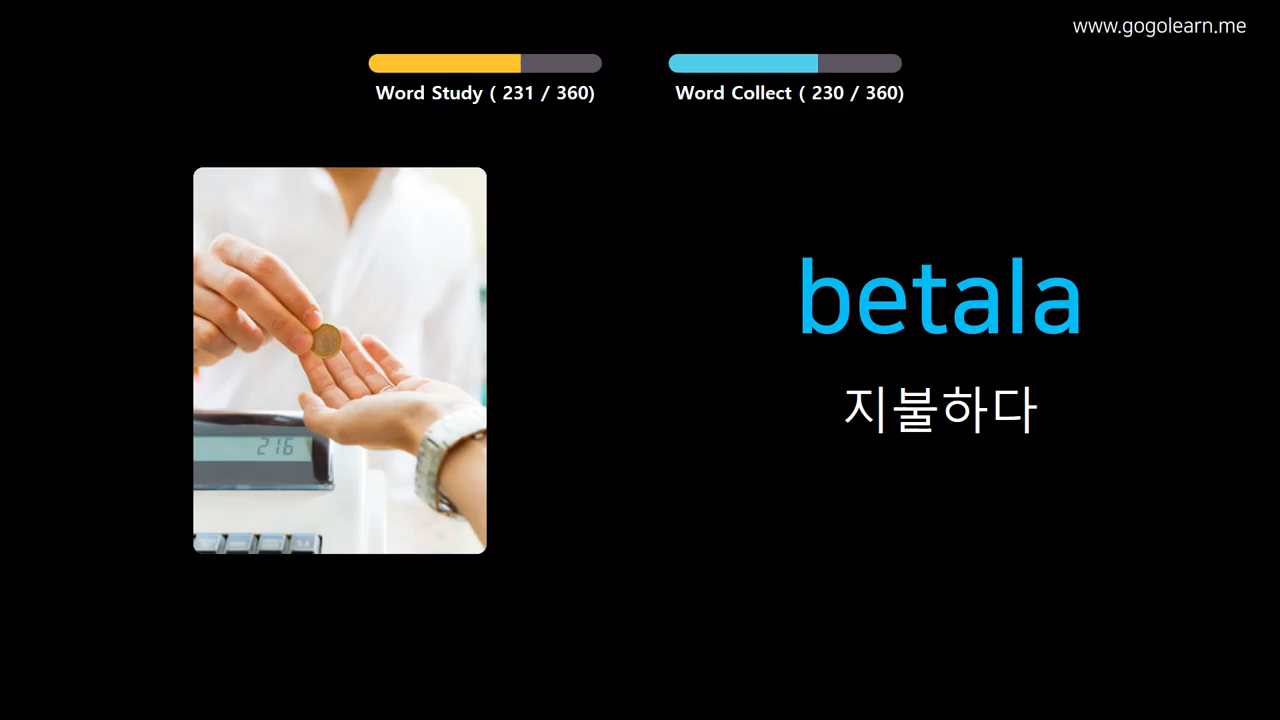 www.gogolearn.me
Word Study ( 231 / 360)
Word Collect ( 230 / 360)
betala
지불하다
216